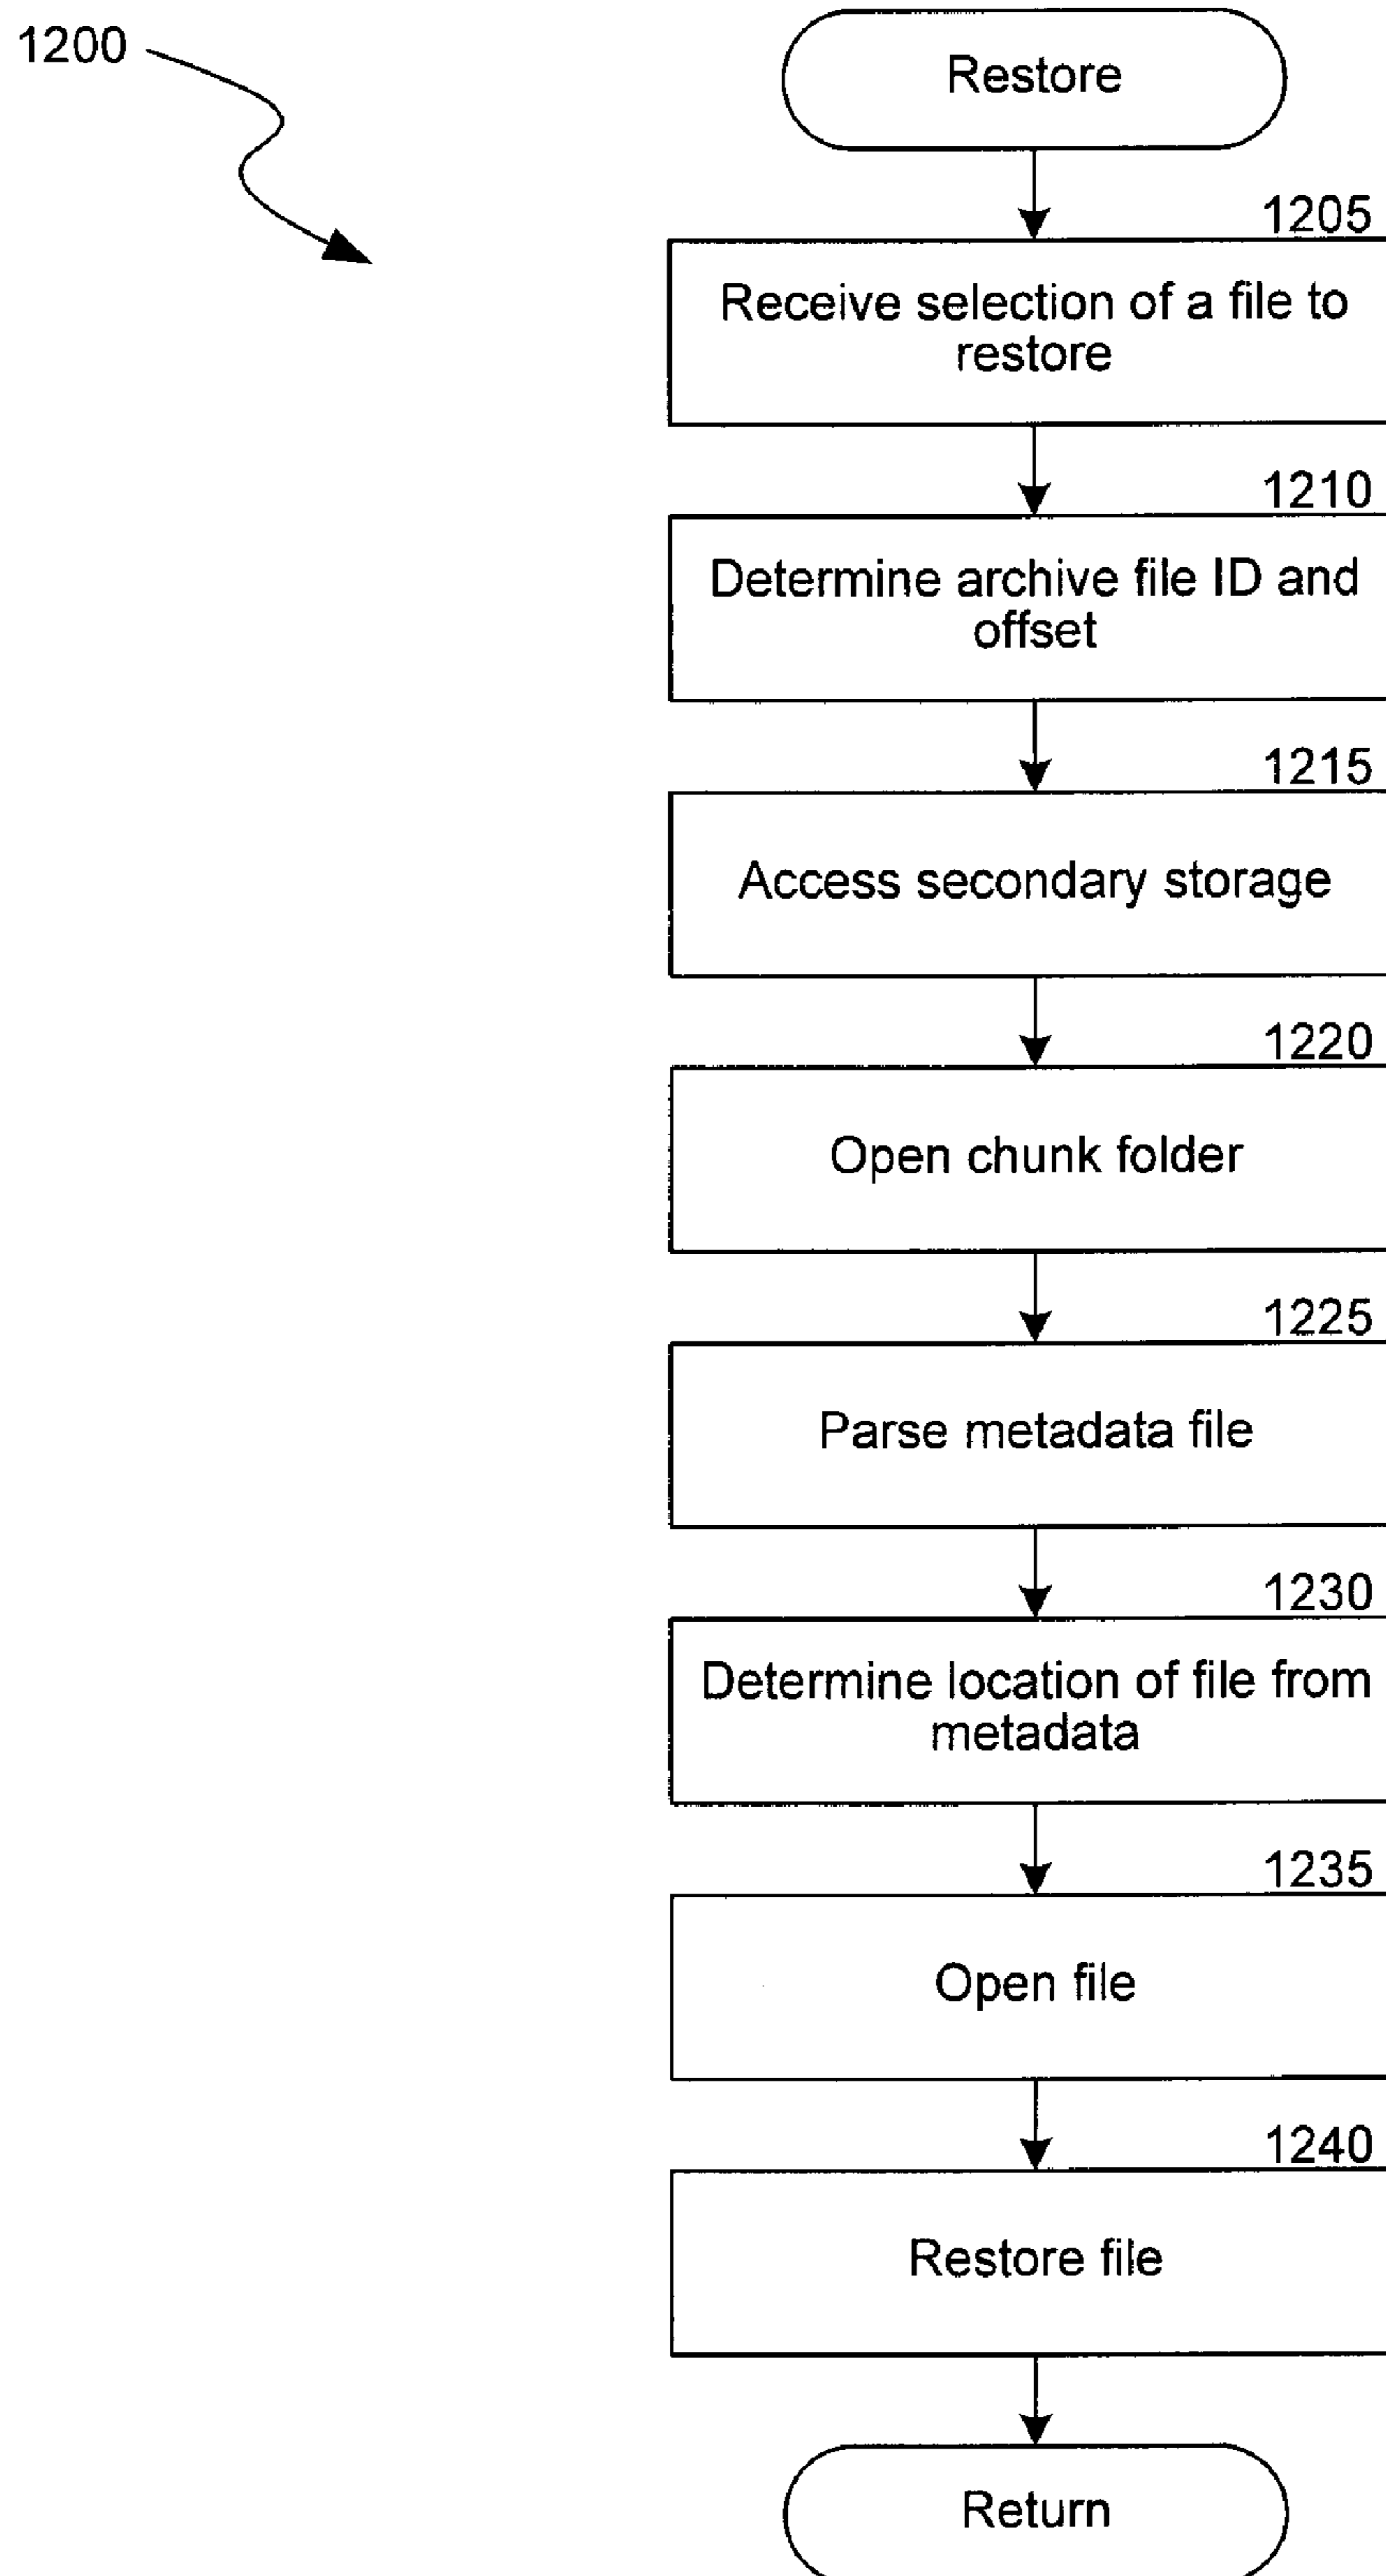 1200
Restore
1205
Receive selection of a file to
restore
1210
Determine archive file ID and
offset
1215
Access secondary storage
1220
Open chunk folder
1225
Parse metadata file
1230
Determine location of file from
metadata
1235
Open file
1240
Restore file
Return